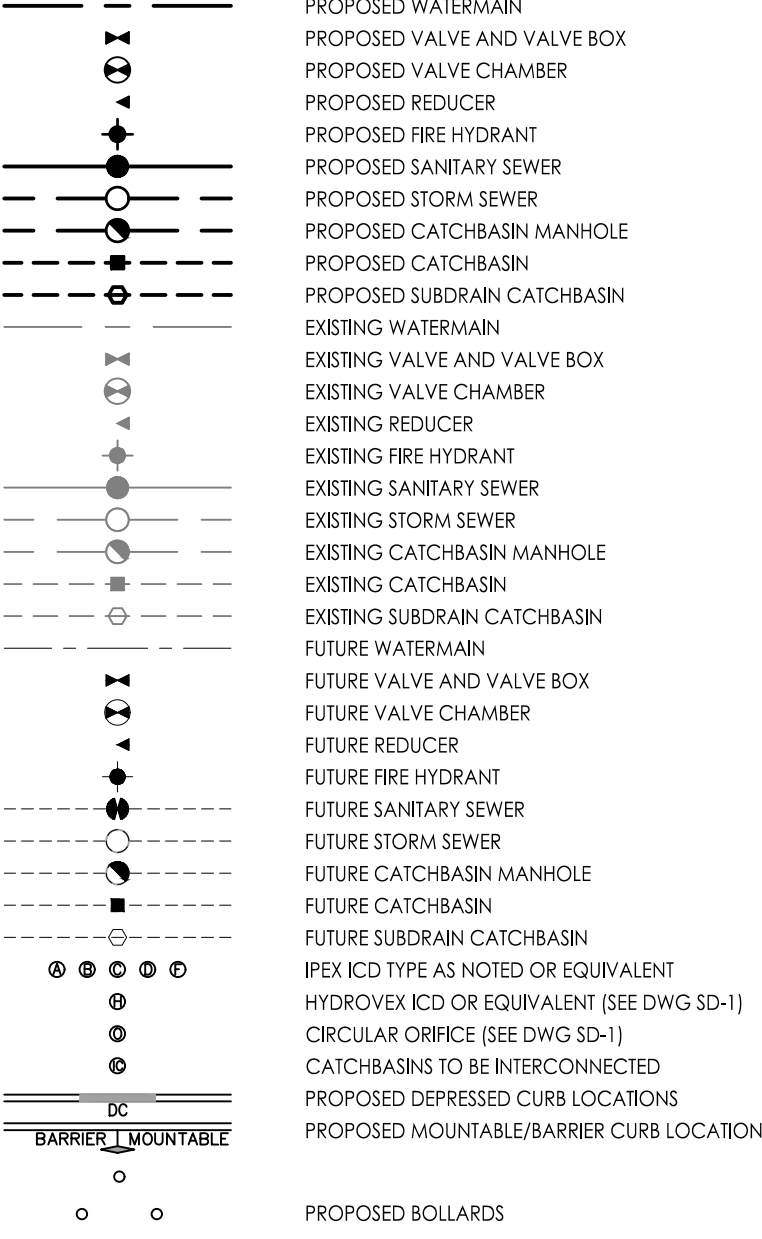 PROPOSED WATERMAIN
PROPOSED VALVE AND VALVE BOX
PROPOSED VALVE CHAMBER
PROPOSED REDUCER
PROPOSED FIRE HYDRANT
PROPOSED SANITARY SEWER
PROPOSED STORM SEWER
PROPOSED CATCHBASIN MANHOLE
PROPOSED CATCHBASIN
PROPOSED SUBDRAIN CATCHBASIN
EXISTING WATERMAIN
EXISTING VALVE AND VALVE BOX
EXISTING VALVE CHAMBER
EXISTING REDUCER
EXISTING FIRE HYDRANT
EXISTING SANITARY SEWER
EXISTING STORM SEWER
EXISTING CATCHBASIN MANHOLE
EXISTING CATCHBASIN
EXISTING SUBDRAIN CATCHBASIN
FUTURE WATERMAIN
FUTURE VALVE AND VALVE BOX
FUTURE VALVE CHAMBER
FUTURE REDUCER
FUTURE FIRE HYDRANT
FUTURE SANITARY SEWER
FUTURE STORM SEWER
FUTURE CATCHBASIN MANHOLE
FUTURE CATCHBASIN
FUTURE SUBDRAIN CATCHBASIN
A B C D F IPEX ICD TYPE AS NOTED OR EQUIVALENT
H HYDROVEX ICD OR EQUIVALENT (SEE DWG SD-1)
O CIRCULAR ORIFICE (SEE DWG SD-1)
IC CATCHBASINS TO BE INTERCONNECTED
DC PROPOSED DEPRESSED CURB LOCATIONS
BARRIER MOUNTABLE PROPOSED MOUNTABLE/BARRIER CURB LOCATION
PROPOSED BOLLARDS